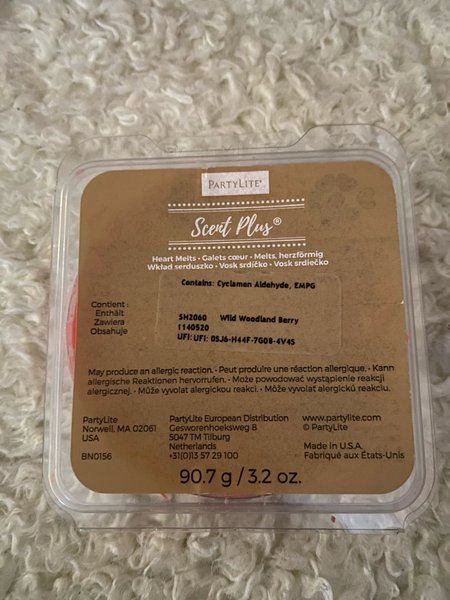 PARTYLITE®
Scent Plus®
Heart Melts • Galets cœur • Melts, herzförmig
Wkład serduszko • Vosk srdíčko • Vosk srdiečko
Contains: Cyclamen Aldehyde, EMPG
Contient :
Enthält
Zawiera
Obsahuje
SH2060 Wild Woodland Berry
1140520
UFI: UFI: 0SJ6-H44F-7G08-4V4S
May produce an allergic reaction. • Peut produire une réaction allergique. • Kann
allergische Reaktionen hervorrufen. • Może powodować wystąpienie reakcji
alergicznej. • Může vyvolat alergickou reakci. • Môže vyvolať alergickú reakciu.
PartyLite
Norwell, MA 02061
USA
BN0156
PartyLite European Distribution
Gesworenhoekseweg 8
5047 TM Tilburg
Netherlands
+31(0)13 57 29 100
www.partylite.com
© PartyLite
Made in U.S.A.
Fabriqué aux États-Unis
90.7 g / 3.2 oz.